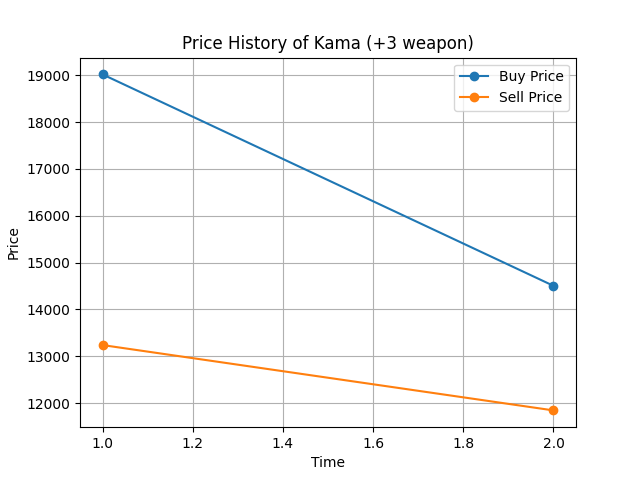 Price History of Kama (+3 weapon)
Buy Price
Sell Price
Price
19000
18000
17000
16000
15000
14000
13000
12000
1.0 1.2 1.4 1.6 1.8 2.0
Time